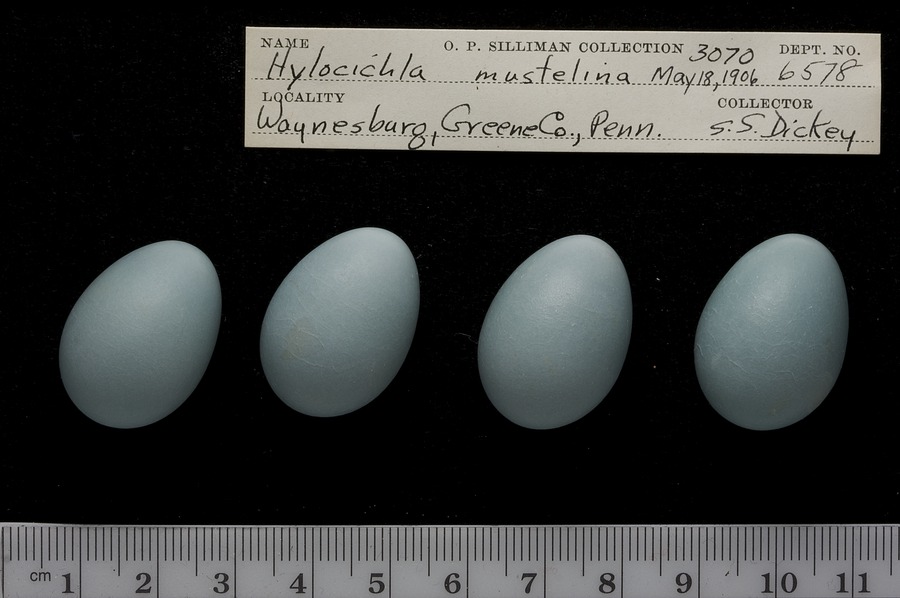 NAME O. P. SILLIMAN COLLECTION 3070 DEPT. NO.
Hylocichla mustelina May 18, 1906 6578
LOCALITY COLLECTOR
Waynesburg, Greene Co., Penn. S. S. Dickey
cm 1 2 3 4 5 6 7 8 9 10 11